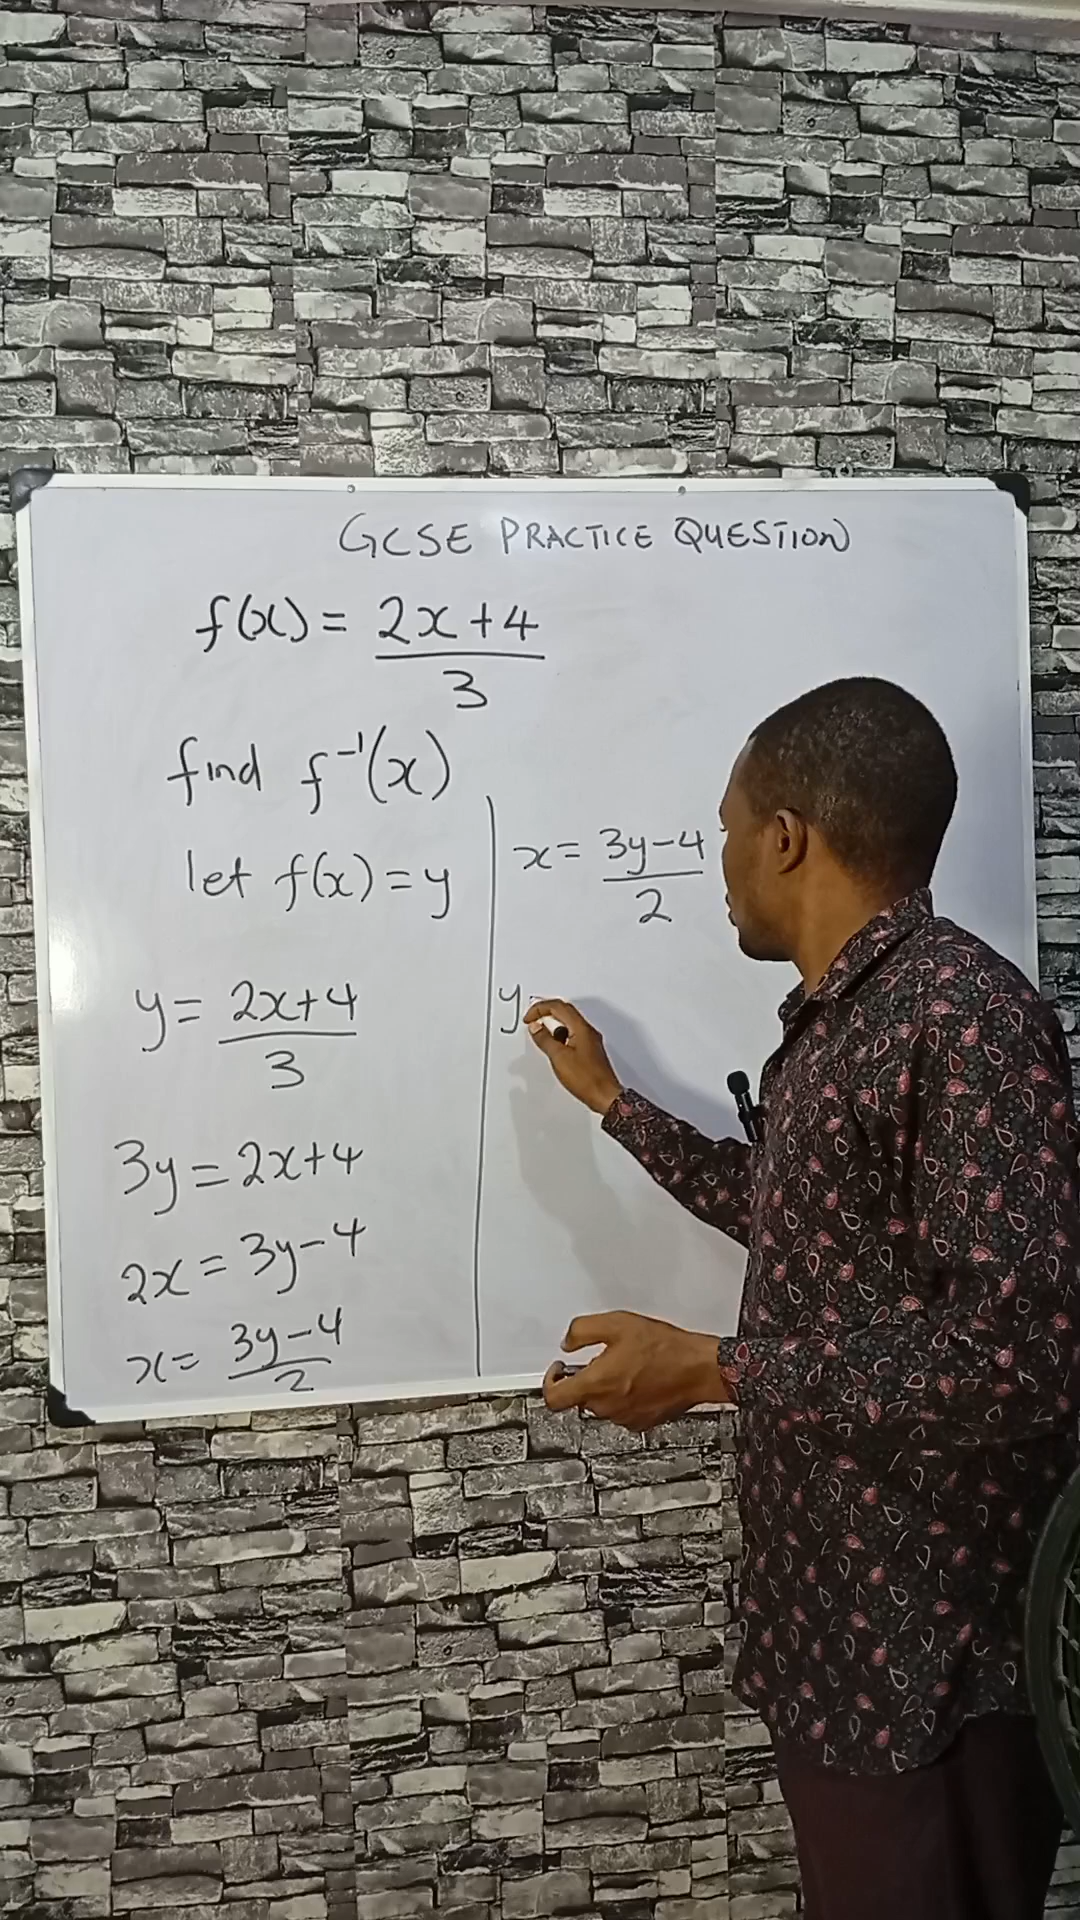 GCSE PRACTICE QUESTION
f(x) = 2x+4
3
find f⁻¹(x)
let f(x) = y
y = 2x+4
3
3y = 2x+4
2x = 3y-4
x = 3y-4
2
x = 3y-4
2
y=